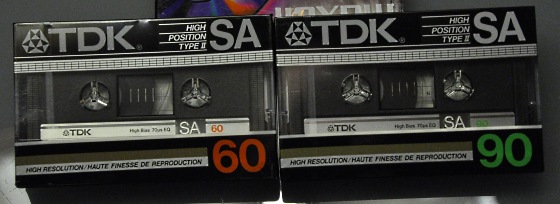 TDK
HIGH
POSITION
TYPE II
SA
TDK
High Bias 70µs EQ
SA
60
HIGH RESOLUTION/HAUTE FINESSE DE REPRODUCTION
60
TDK
HIGH
POSITION
TYPE II
SA
TDK
High Bias 70µs EQ
SA
90
HIGH RESOLUTION/HAUTE FINESSE DE REPRODUCTION
90